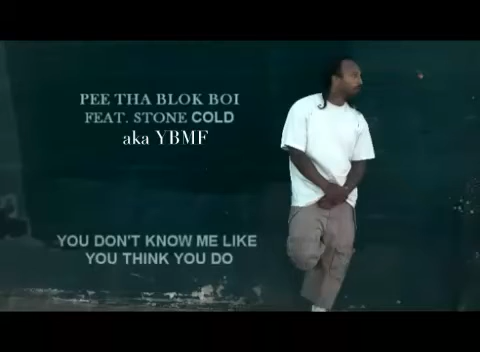 PEE THA BLOK BOI
FEAT. STONE COLD
aka YBMF
YOU DON'T KNOW ME LIKE
YOU THINK YOU DO